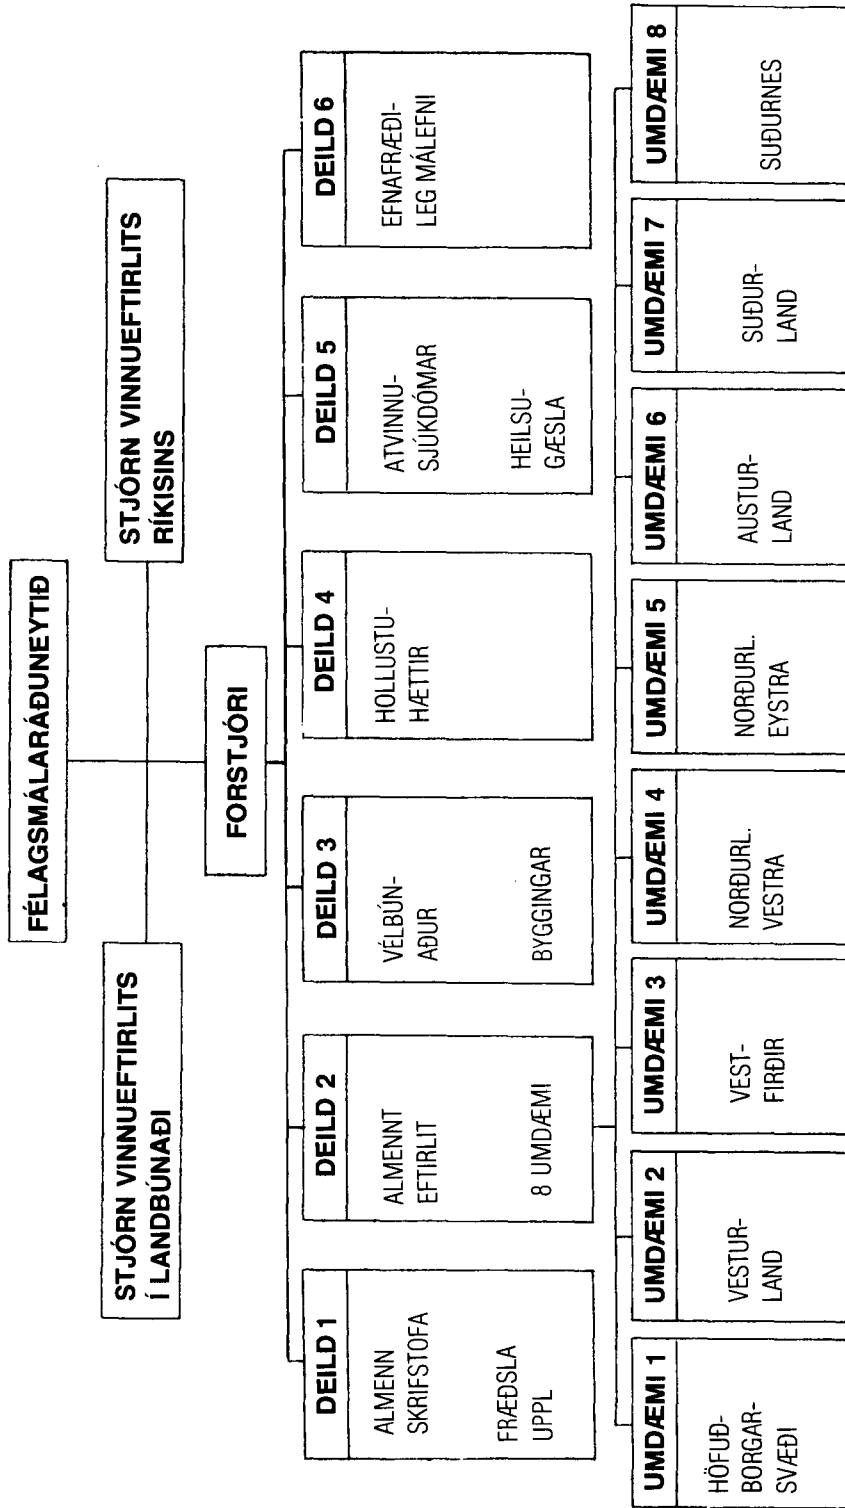 FÉLAGSMÁLARÁÐUNEYTIÐ
STJÓRN VINNUEFTIRLITS
Í LANDBÚNAÐI
STJÓRN VINNUEFTIRLITS
RÍKISINS
FORSTJÓRI
DEILD 1
ALMENN
SKRIFSTOFA
FRÆÐSLA
UPPL
DEILD 2
ALMENNT
EFTIRLIT
8 UMDÆMI
DEILD 3
VÉLBÚN-
AÐUR
BYGGINGAR
DEILD 4
HOLLUSTU-
HÆTTIR
DEILD 5
ATVINNU-
SJÚKDÓMAR
HEILSU-
GÆSLA
DEILD 6
EFNAFRÆÐI-
LEG MÁLEFNI
UMDÆMI 1
HÖFUÐ-
BORGAR-
SVÆÐI
UMDÆMI 2
VESTUR-
LAND
UMDÆMI 3
VEST-
FIRÐIR
UMDÆMI 4
NORÐURL.
VESTRA
UMDÆMI 5
NORÐURL.
EYSTRA
UMDÆMI 6
AUSTUR-
LAND
UMDÆMI 7
SUÐUR-
LAND
UMDÆMI 8
SUÐURNES